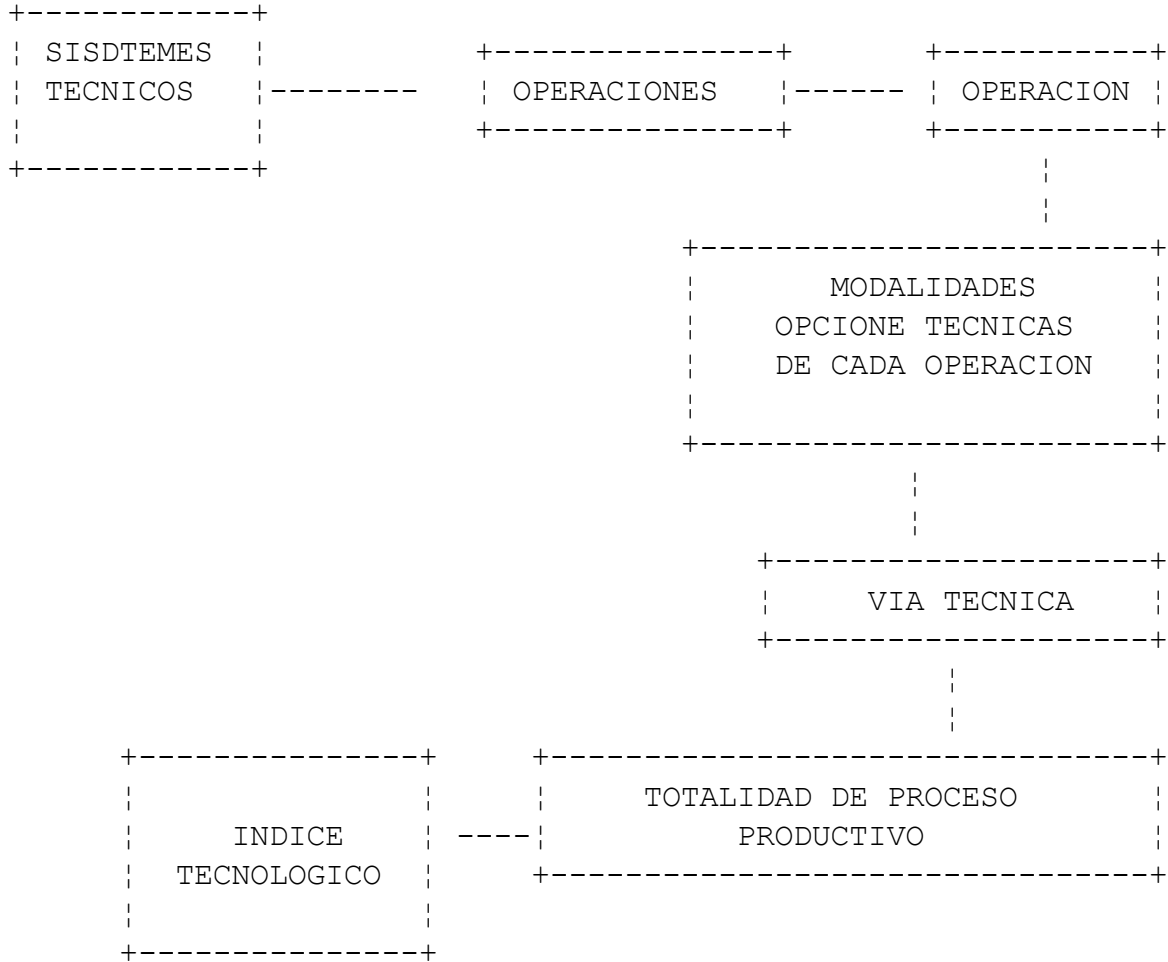 SISDTEMES
TECNICOS
OPERACIONES
OPERACION
MODALIDADES
OPCIONE TECNICAS
DE CADA OPERACION
VIA TECNICA
TOTALIDAD DE PROCESO
PRODUCTIVO
INDICE
TECNOLOGICO